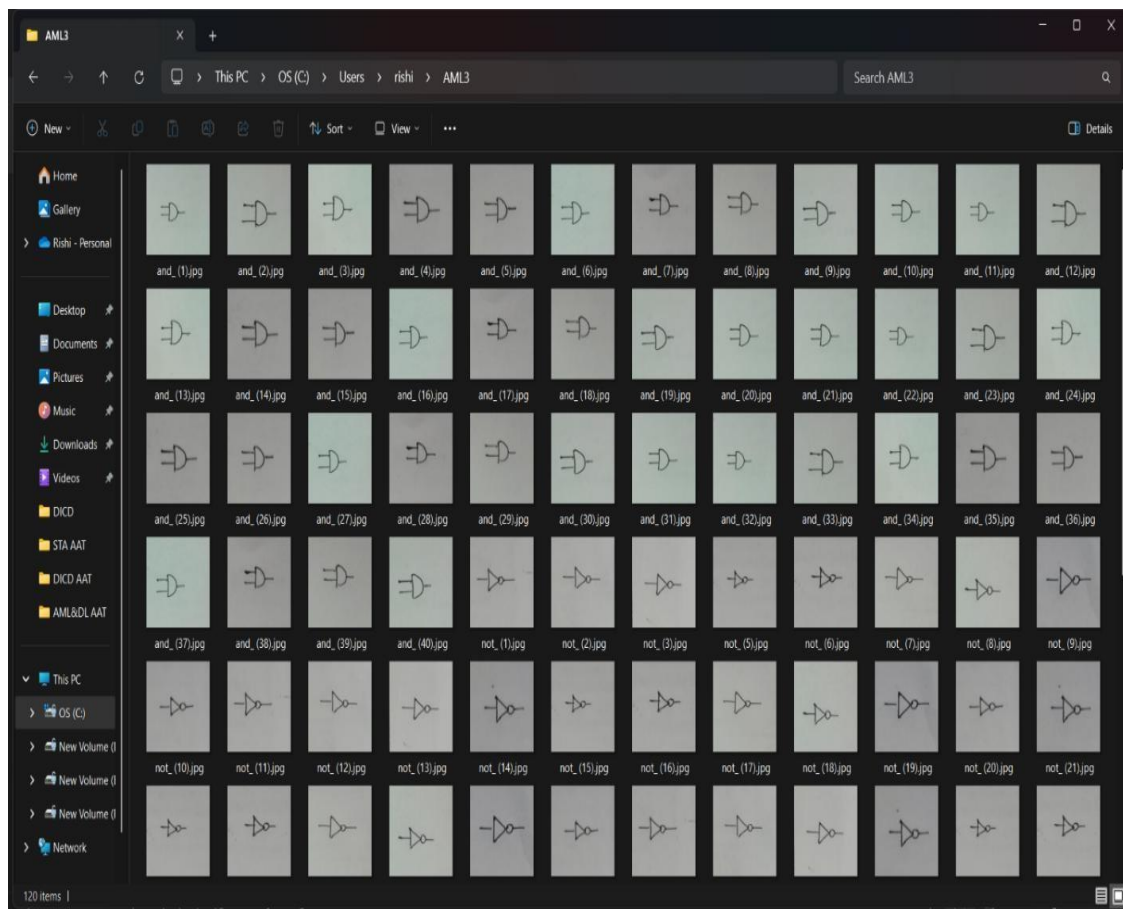 AML3
This PC > OS (C:) > Users > rishi > AML3
Search AML3
New
Sort
View
Details
Home
Gallery
Rishi - Personal
Desktop
Documents
Pictures
Music
Downloads
Videos
DICD
STA AAT
DICD AAT
AML&DL AAT
This PC
OS (C:)
New Volume (
New Volume (
New Volume (
Network
and_ (1).jpg and_ (2).jpg and_ (3).jpg and_ (4).jpg and_ (5).jpg and_ (6).jpg and_ (7).jpg and_ (8).jpg and_ (9).jpg and_ (10).jpg and_ (11).jpg and_ (12).jpg
and_ (13).jpg and_ (14).jpg and_ (15).jpg and_ (16).jpg and_ (17).jpg and_ (18).jpg and_ (19).jpg and_ (20).jpg and_ (21).jpg and_ (22).jpg and_ (23).jpg and_ (24).jpg
and_ (25).jpg and_ (26).jpg and_ (27).jpg and_ (28).jpg and_ (29).jpg and_ (30).jpg and_ (31).jpg and_ (32).jpg and_ (33).jpg and_ (34).jpg and_ (35).jpg and_ (36).jpg
and_ (37).jpg and_ (38).jpg and_ (39).jpg and_ (40).jpg not_ (1).jpg not_ (2).jpg not_ (3).jpg not_ (5).jpg not_ (6).jpg not_ (7).jpg not_ (8).jpg not_ (9).jpg
not_ (10).jpg not_ (11).jpg not_ (12).jpg not_ (13).jpg not_ (14).jpg not_ (15).jpg not_ (16).jpg not_ (17).jpg not_ (18).jpg not_ (19).jpg not_ (20).jpg not_ (21).jpg
120 items